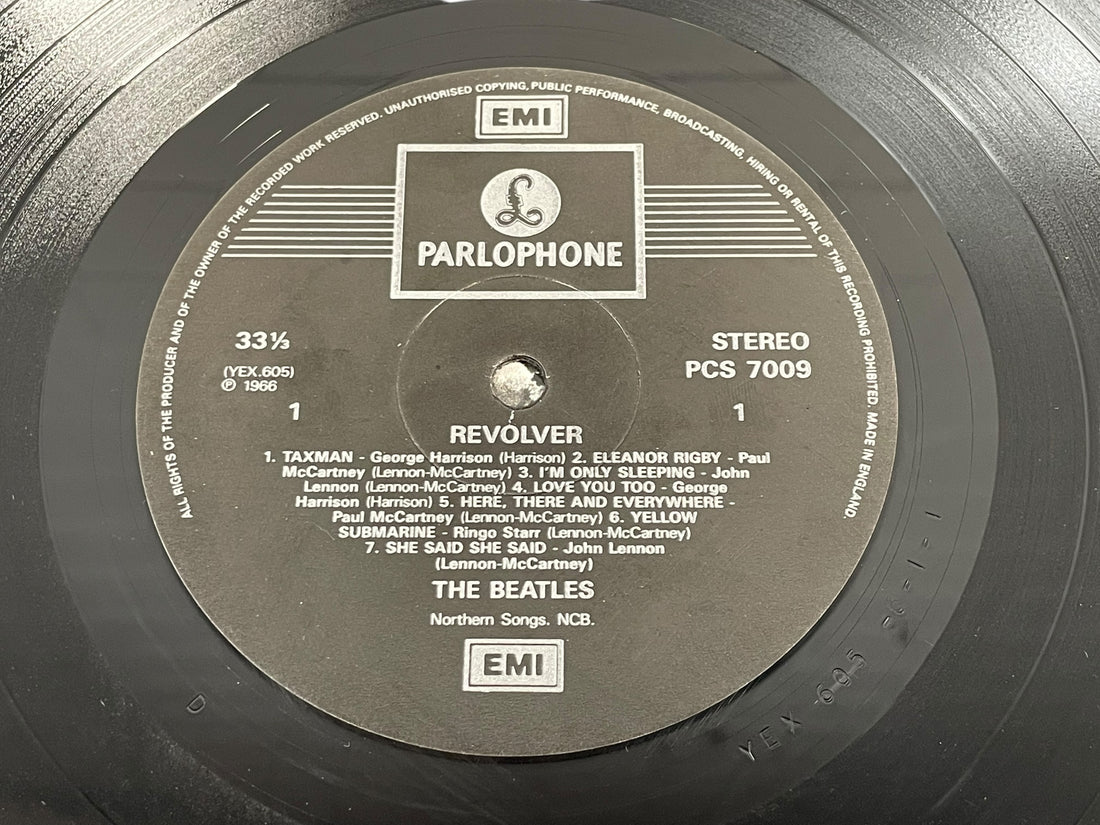 ALL RIGHTS OF THE PRODUCER AND OF THE OWNER OF THE RECORDED WORK RESERVED. UNAUTHORISED COPYING, PUBLIC PERFORMANCE, BROADCASTING, HIRING OR RENTAL OF THIS RECORDING PROHIBITED. MADE IN ENGLAND.
EMI
£
PARLOPHONE
33⅓
STEREO
(YEX.605)
PCS 7009
℗ 1966
1
1
REVOLVER
1. TAXMAN - George Harrison (Harrison) 2. ELEANOR RIGBY - Paul
McCartney (Lennon-McCartney) 3. I'M ONLY SLEEPING - John
Lennon (Lennon-McCartney) 4. LOVE YOU TOO - George
Harrison (Harrison) 5. HERE, THERE AND EVERYWHERE -
Paul McCartney (Lennon-McCartney) 6. YELLOW
SUBMARINE - Ringo Starr (Lennon-McCartney)
7. SHE SAID SHE SAID - John Lennon
(Lennon-McCartney)
THE BEATLES
Northern Songs. NCB.
EMI
D
YEX 605